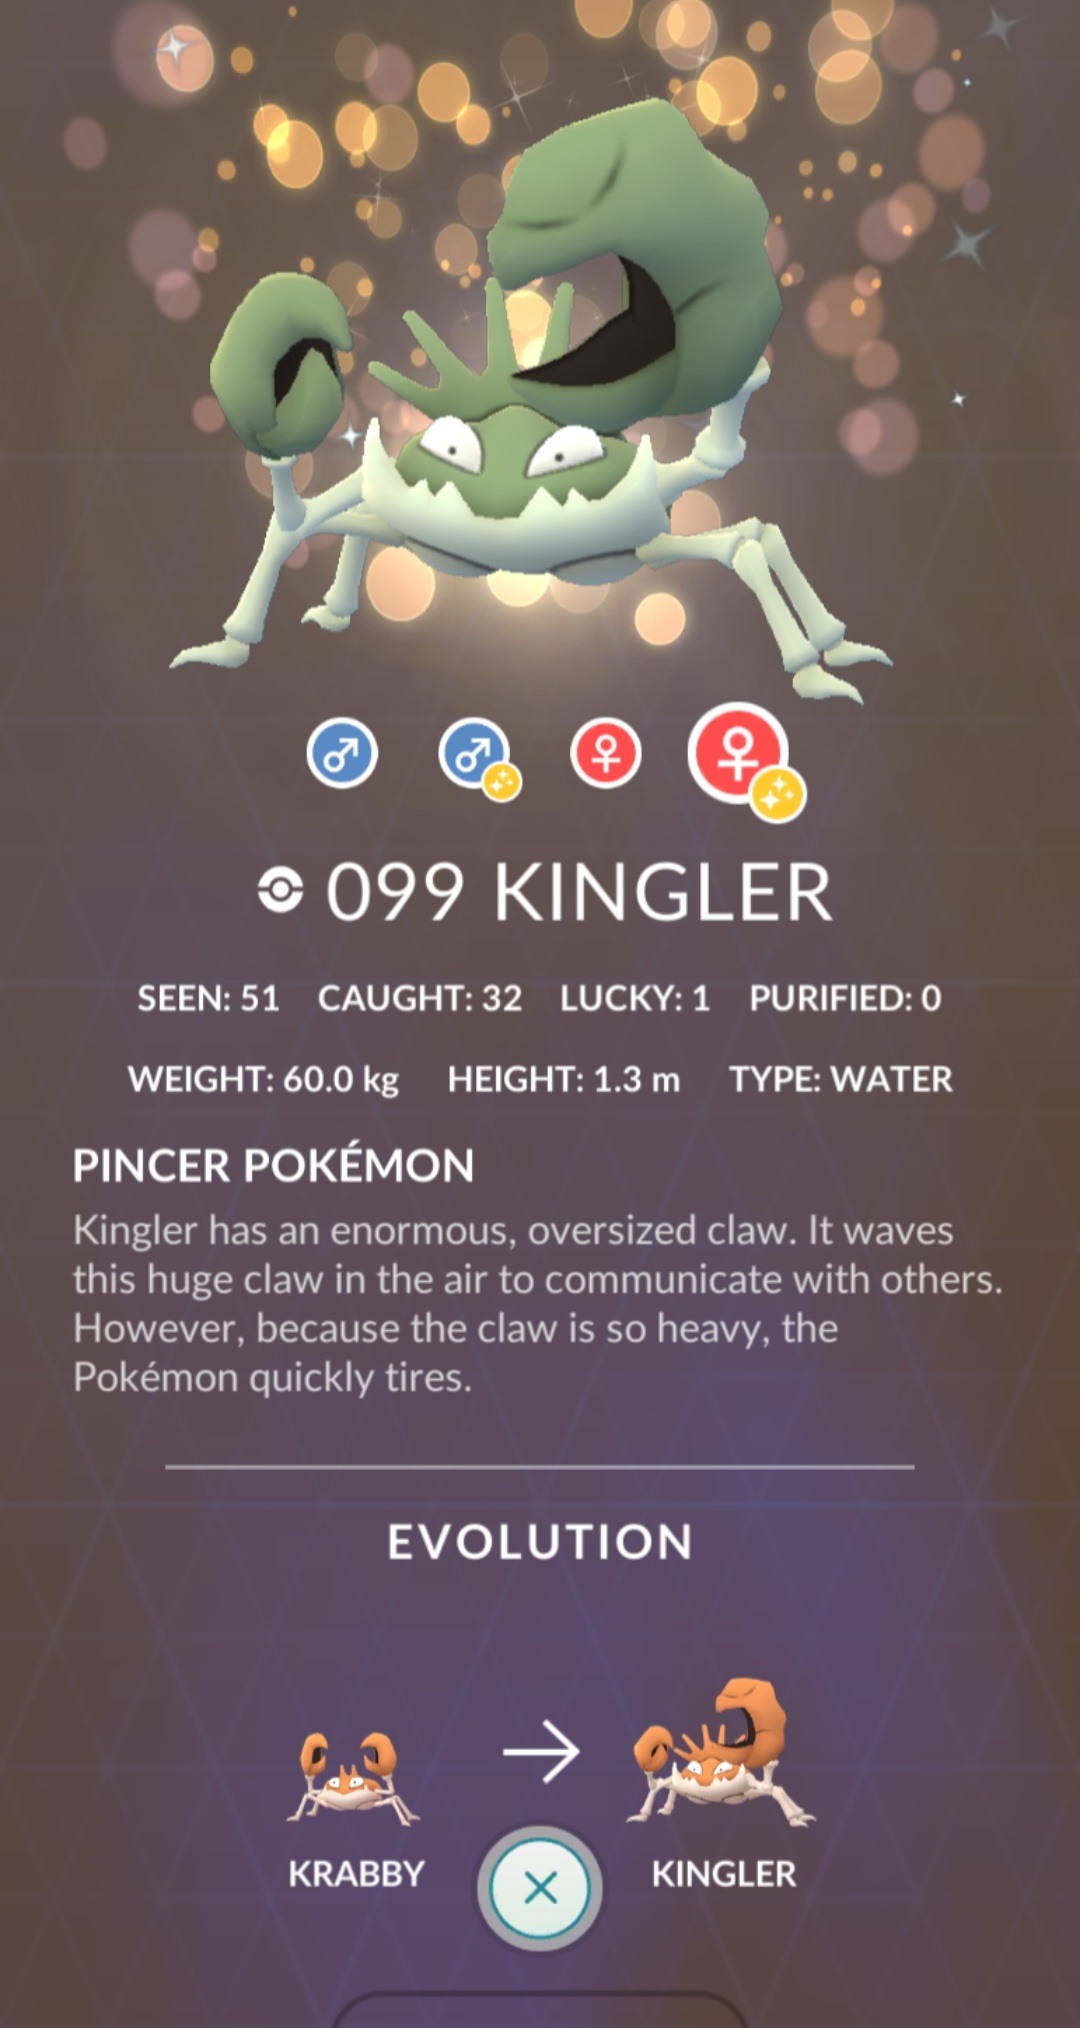 099 KINGLER
SEEN: 51 CAUGHT: 32 LUCKY: 1 PURIFIED: 0
WEIGHT: 60.0 kg HEIGHT: 1.3 m TYPE: WATER
PINCER POKÉMON
Kingler has an enormous, oversized claw. It waves
this huge claw in the air to communicate with others.
However, because the claw is so heavy, the
Pokémon quickly tires.
EVOLUTION
KRABBY KINGLER